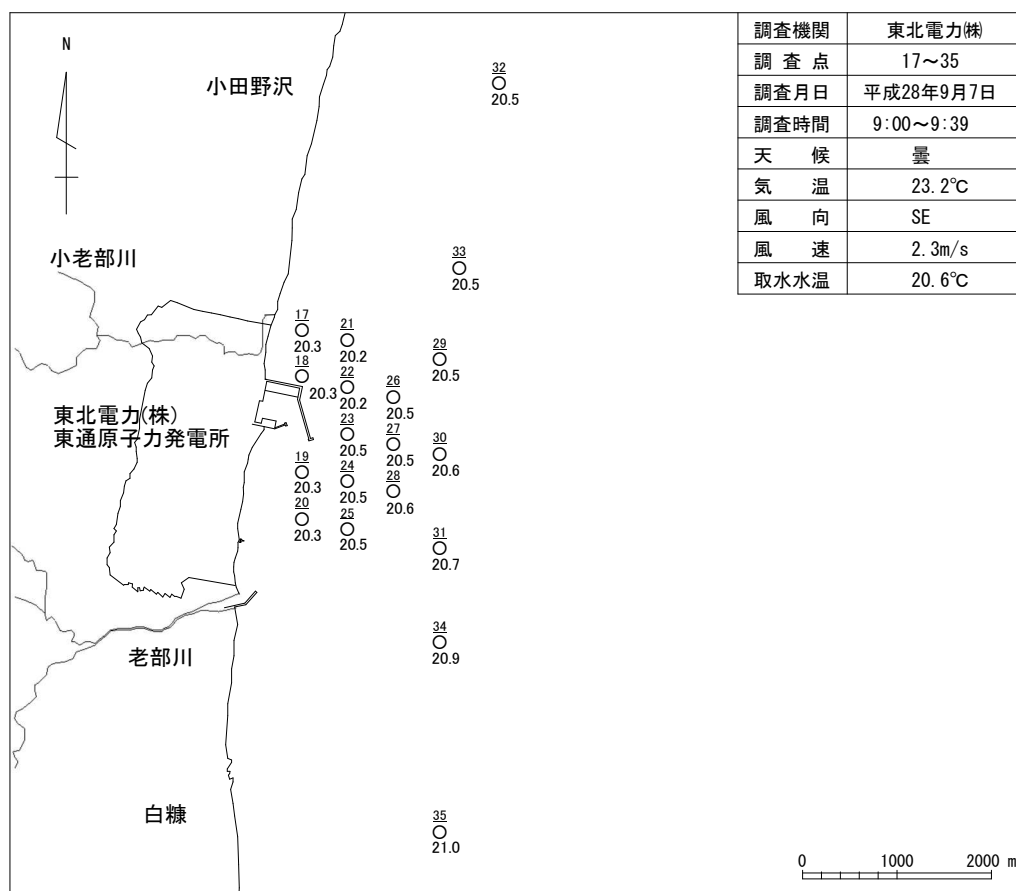 調査機関 東北電力㈱
調査点 17～35
調査月日 平成28年9月7日
調査時間 9:00～9:39
天候 曇
気温 23.2℃
風向 SE
風速 2.3m/s
取水水温 20.6℃
N
小田野沢
32
20.5
小老部川
33
20.5
17
20.3
21
20.2
29
20.5
18
20.3
22
20.2
26
20.5
東北電力(株)
東通原子力発電所
23
20.5
27
20.5
30
20.6
19
20.3
24
20.5
28
20.6
20
20.3
25
20.5
31
20.7
34
20.9
老部川
白糠
35
21.0
0 1000 2000 m